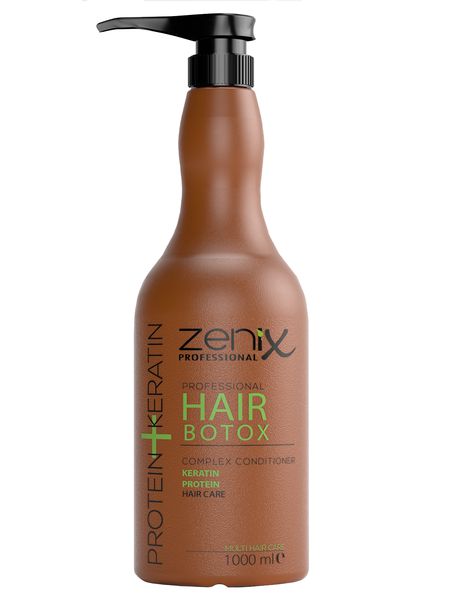 PROTEIN+KERATIN
zenix
PROFESSIONAL
PROFESSIONAL
HAIR
BOTOX
COMPLEX CONDITIONER
KERATIN
PROTEIN
HAIR CARE
MULTI HAIR CARE
1000 ml ℮